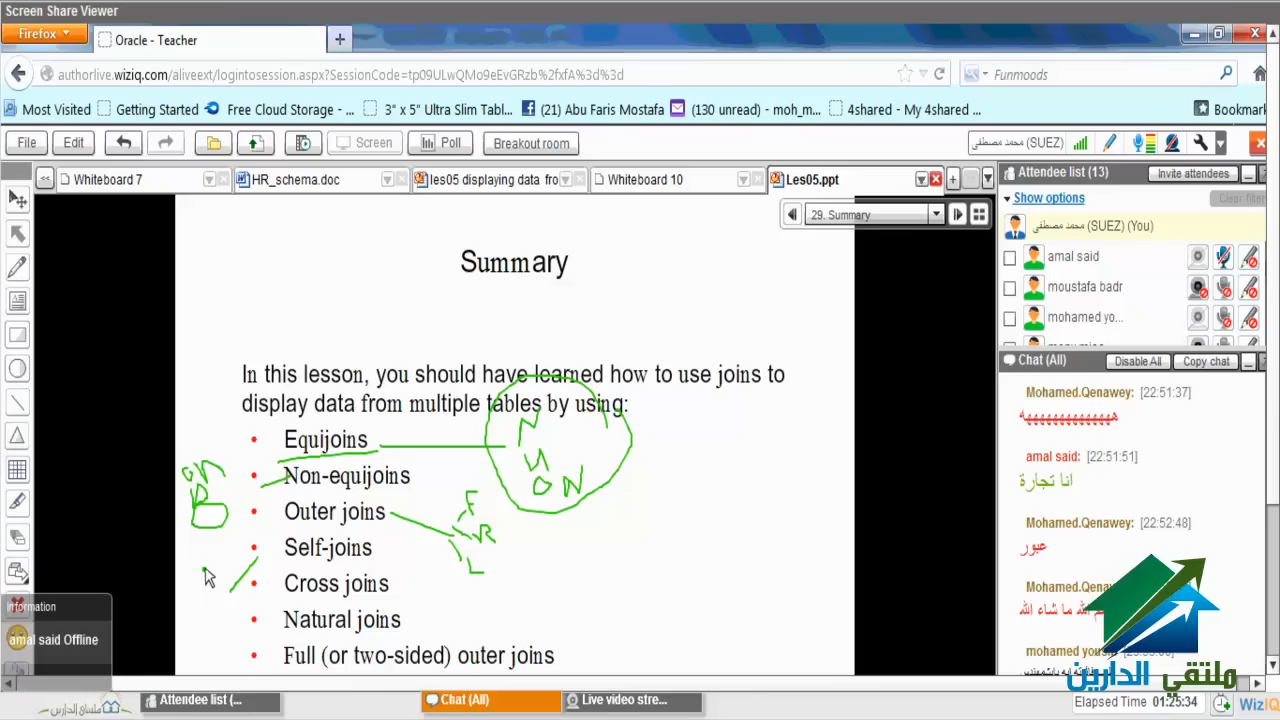 Screen Share Viewer
Firefox
Oracle - Teacher
authorlive.wiziq.com/aliveext/logintosession.aspx?SessionCode=tp09ULwQMo9eEvGRzb%2fxfA%3d%3d
Funmoods
Most Visited Getting Started Free Cloud Storage - ... 3" x 5" Ultra Slim Tabl... (21) Abu Faris Mostafa (130 unread) - moh_m... 4shared - My 4shared ... Bookmark
File Edit Screen Poll Breakout room محمد مصطفى (SUEZ)
Whiteboard 7 HR_schema.doc les05 displaying data fro Whiteboard 10 Les05.ppt
Attendee list (13) Invite attendees
Show options Clear filter
29. Summary
محمد مصطفى (SUEZ) (You)
amal said
moustafa badr
mohamed yo...
Chat (All) Disable All Copy chat
Mohamed.Qenawey: [22:51:37]
amal said: [22:51:51]
انا تجارة
Mohamed.Qenawey: [22:52:48]
عبور
Mohamed.Qenawey:
الله ما شاء الله
mohamed
Summary
In this lesson, you should have learned how to use joins to
display data from multiple tables by using:
• Equijoins
• Non-equijoins
• Outer joins
• Self-joins
• Cross joins
• Natural joins
• Full (or two-sided) outer joins
N
U
ON
F
R
L
on
Information
amal said Offline
ملتقي الدارين
ملتقى الدارس
Attendee list (... Chat (All) Live video stre...
Elapsed Time 01:25:34 WizIQ